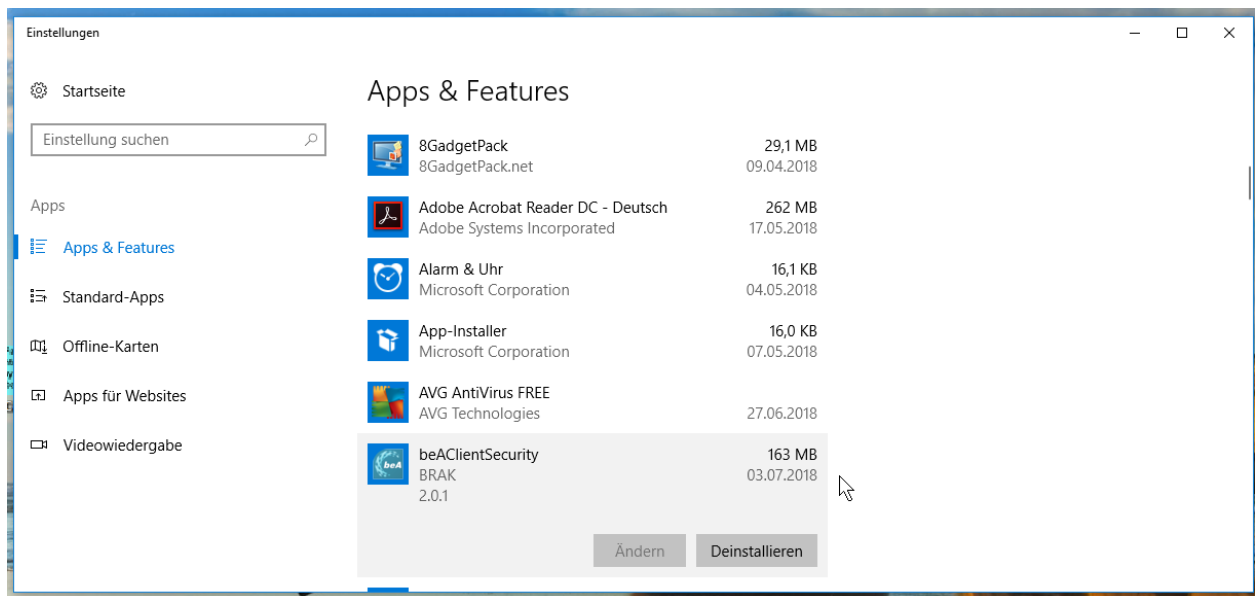 Einstellungen
Startseite
Einstellung suchen
Apps
Apps & Features
Standard-Apps
Offline-Karten
Apps für Websites
Videowiedergabe
Apps & Features
8GadgetPack 29,1 MB
8GadgetPack.net 09.04.2018
Adobe Acrobat Reader DC - Deutsch 262 MB
Adobe Systems Incorporated 17.05.2018
Alarm & Uhr 16,1 KB
Microsoft Corporation 04.05.2018
App-Installer 16,0 KB
Microsoft Corporation 07.05.2018
AVG AntiVirus FREE
AVG Technologies 27.06.2018
beA
beAClientSecurity 163 MB
BRAK 03.07.2018
2.0.1
Ändern Deinstallieren